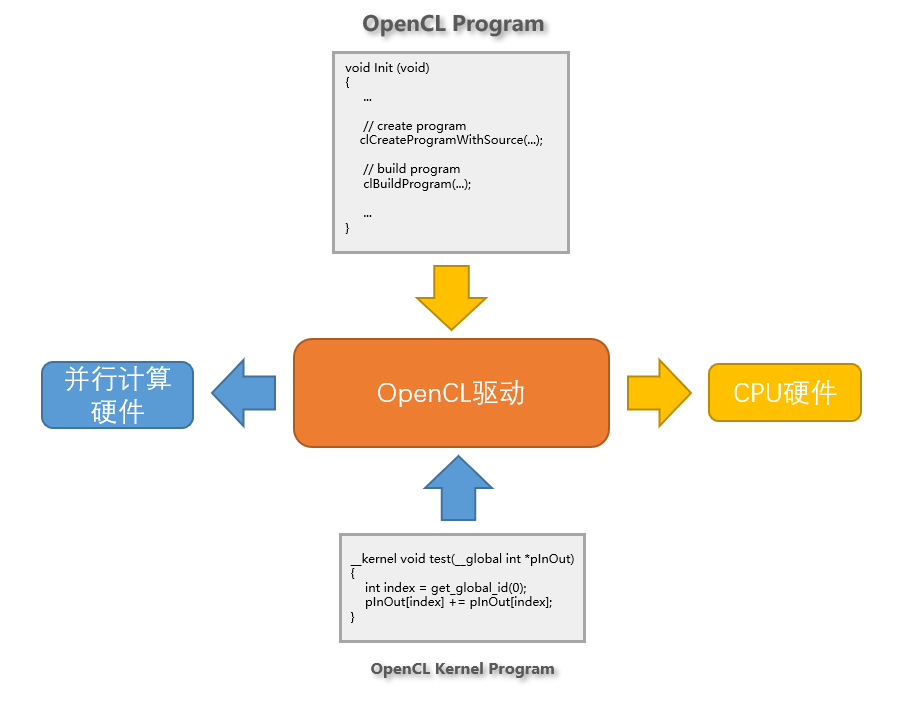 OpenCL Program
void Init (void)
{
...
// create program
clCreateProgramWithSource(...);
// build program
clBuildProgram(...);
...
}
并行计算
硬件
OpenCL驱动
CPU硬件
__kernel void test(__global int *pInOut)
{
int index = get_global_id(0);
pInOut[index] += pInOut[index];
}
OpenCL Kernel Program